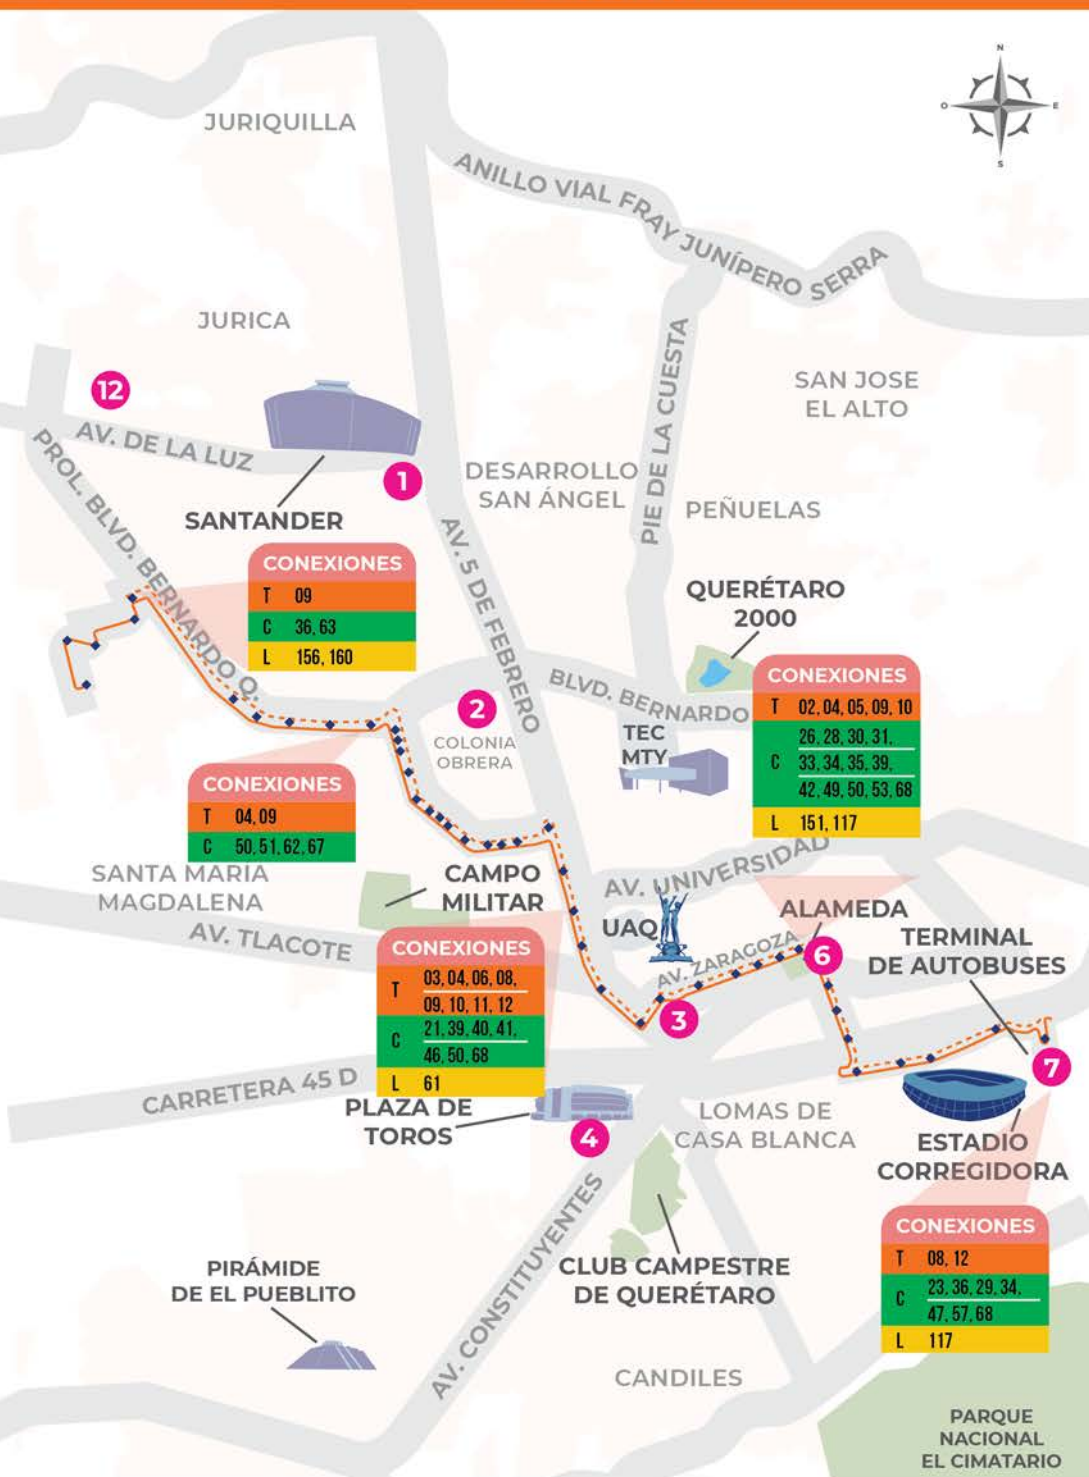 N
O
E
S
JURIQUILLA
ANILLO VIAL FRAY JUNÍPERO SERRA
JURICA
12
AV. DE LA LUZ
PROL. BLVD. BERNARDO Q.
1
SANTANDER
AV. 5 DE FEBRERO
DESARROLLO
SAN ÁNGEL
PIE DE LA CUESTA
SAN JOSE
EL ALTO
PEÑUELAS
QUERÉTARO
2000
CONEXIONES
T 09
C 36, 63
L 156, 160
2
COLONIA
OBRERA
BLVD. BERNARDO
TEC
MTY
CONEXIONES
T 02, 04, 05, 09, 10
26, 28, 30, 31,
C 33, 34, 35, 39,
42, 49, 50, 53, 68
L 151, 117
CONEXIONES
T 04, 09
C 50, 51, 62, 67
SANTA MARIA
MAGDALENA
AV. TLACOTE
CAMPO
MILITAR
AV. UNIVERSIDAD
UAQ
AV. ZARAGOZA
ALAMEDA
6
TERMINAL
DE AUTOBUSES
3
CONEXIONES
T 03, 04, 06, 08,
09, 10, 11, 12
C 21, 39, 40, 41,
46, 50, 68
L 61
7
CARRETERA 45 D
PLAZA DE
TOROS
4
LOMAS DE
CASA BLANCA
ESTADIO
CORREGIDORA
CONEXIONES
T 08, 12
C 23, 36, 29, 34,
47, 57, 68
L 117
AV. CONSTITUYENTES
CLUB CAMPESTRE
DE QUERÉTARO
PIRÁMIDE
DE EL PUEBLITO
CANDILES
PARQUE
NACIONAL
EL CIMATARIO